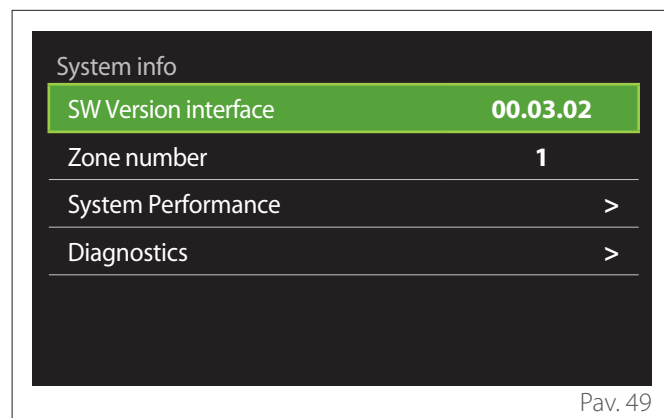 System info
SW Version interface 00.03.02
Zone number 1
System Performance >
Diagnostics >
Pav. 49